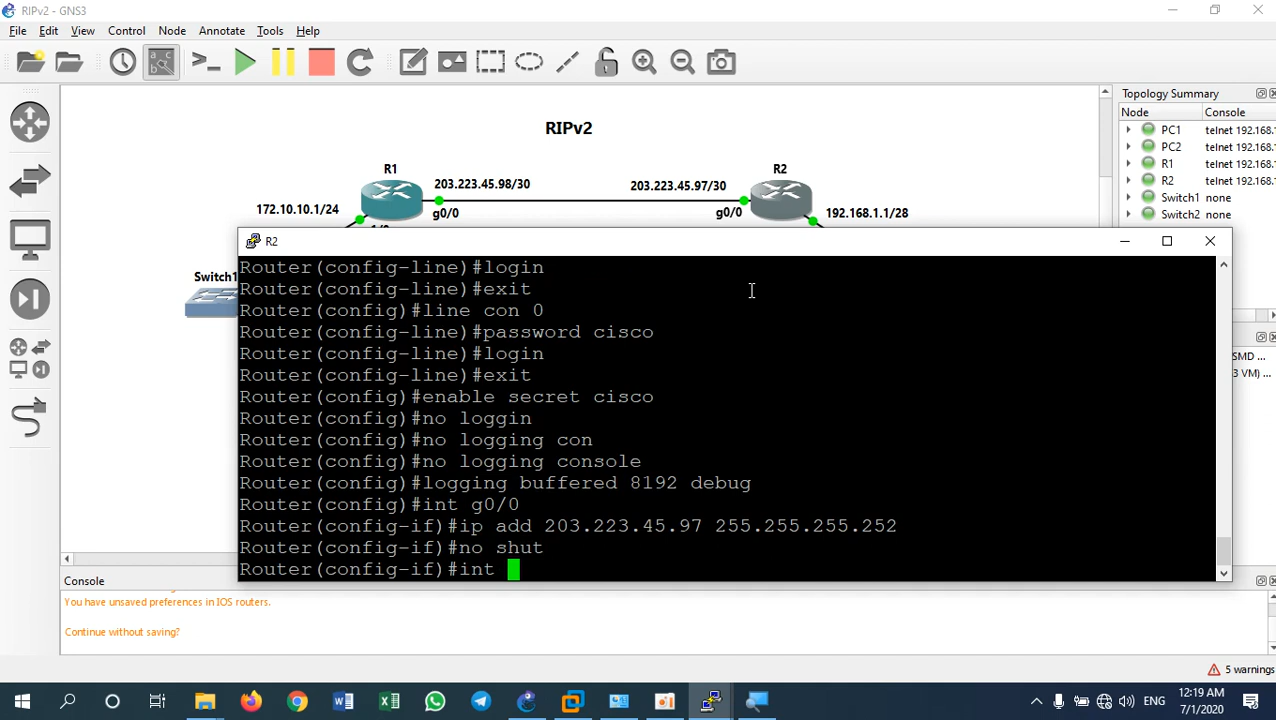 RIPv2 - GNS3
File Edit View Control Node Annotate Tools Help
RIPv2
R1
R2
203.223.45.98/30
203.223.45.97/30
172.10.10.1/24
g0/0
g0/0
192.168.1.1/28
Switch1
Topology Summary
Node Console
PC1 telnet 192.168.
PC2 telnet 192.168.
R1 telnet 192.168.
R2 telnet 192.168.
Switch1 none
Switch2 none
SMD ...
3 VM) ...
R2
Router(config-line)#login
Router(config-line)#exit
Router(config)#line con 0
Router(config-line)#password cisco
Router(config-line)#login
Router(config-line)#exit
Router(config)#enable secret cisco
Router(config)#no loggin
Router(config)#no logging con
Router(config)#no logging console
Router(config)#logging buffered 8192 debug
Router(config)#int g0/0
Router(config-if)#ip add 203.223.45.97 255.255.255.252
Router(config-if)#no shut
Router(config-if)#int
Console
You have unsaved preferences in IOS routers.
Continue without saving?
5 warnings
ENG
12:19 AM
7/1/2020